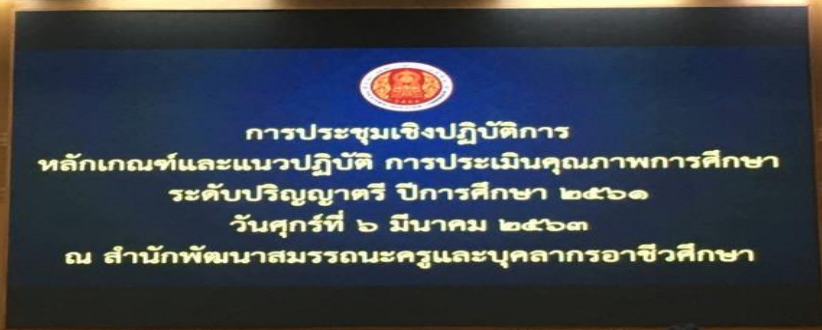 การประชุมเชิงปฏิบัติการ
หลักเกณฑ์และแนวปฏิบัติ การประเมินคุณภาพการศึกษา
ระดับปริญญาตรี ปีการศึกษา ๒๕๖๑
วันศุกร์ที่ ๖ มีนาคม ๒๕๖๓
ณ สำนักพัฒนาสมรรถนะครูและบุคลากรอาชีวศึกษา